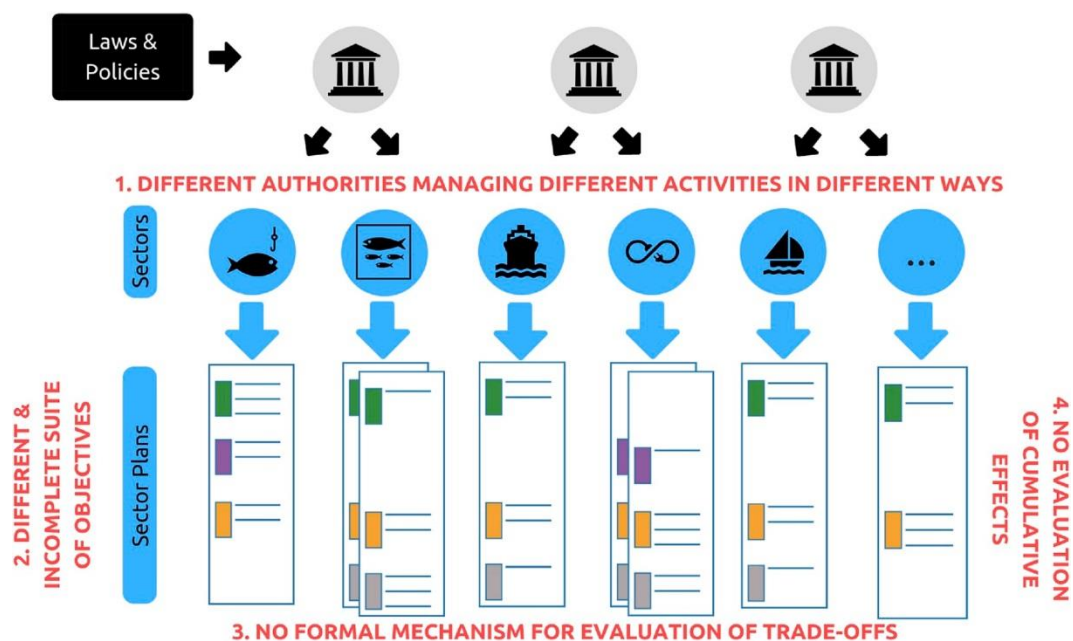 Laws &
Policies
1. DIFFERENT AUTHORITIES MANAGING DIFFERENT ACTIVITIES IN DIFFERENT WAYS
Sectors
...
Sector Plans
2. DIFFERENT &
INCOMPLETE SUITE
OF OBJECTIVES
4. NO EVALUATION
OF CUMULATIVE
EFFECTS
3. NO FORMAL MECHANISM FOR EVALUATION OF TRADE-OFFS